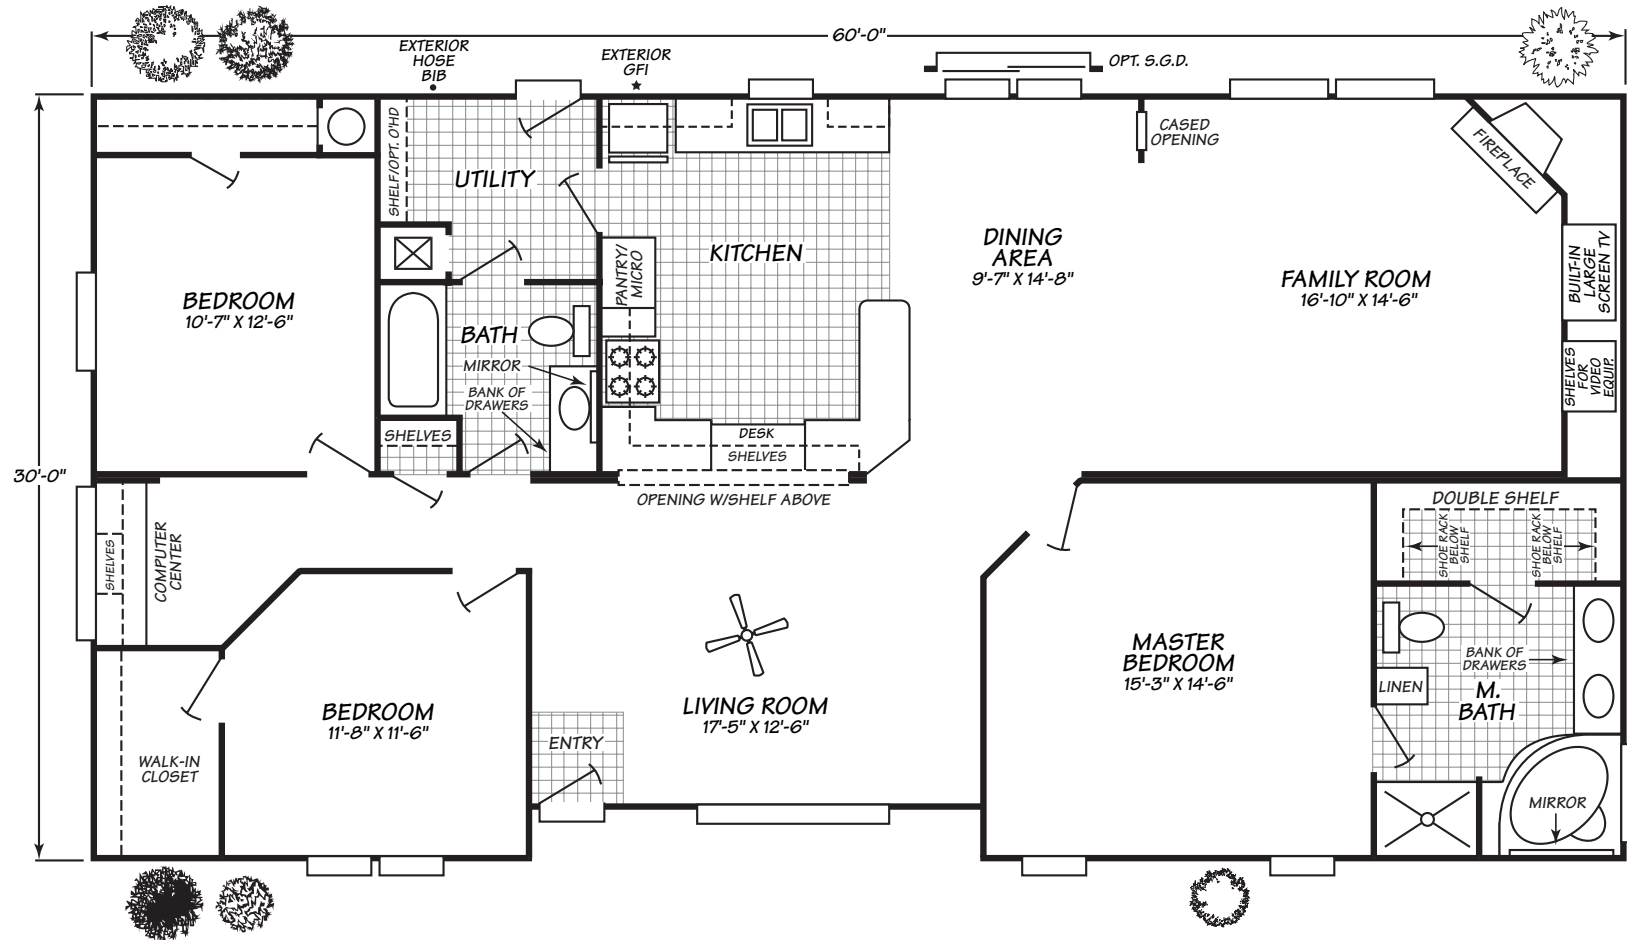 60'-0"
EXTERIOR
HOSE
BIB
EXTERIOR
GFI
OPT. S.G.D.
SHELF/OPT. O'HD
UTILITY
CASED
OPENING
FIREPLACE
KITCHEN
DINING
AREA
9'-7" X 14'-8"
FAMILY ROOM
16'-10" X 14'-6"
BUILT-IN
LARGE
SCREEN TV
PANTRY/
MICRO
BEDROOM
10'-7" X 12'-6"
BATH
MIRROR
BANK OF
DRAWERS
SHELVES
FOR
VIDEO
EQUIP.
SHELVES
DESK
SHELVES
30'-0"
OPENING W/SHELF ABOVE
DOUBLE SHELF
SHOE RACK
BELOW
SHELF
SHOE RACK
BELOW
SHELF
SHELVES
COMPUTER
CENTER
MASTER
BEDROOM
15'-3" X 14'-6"
BANK OF
DRAWERS
LINEN
M.
BATH
BEDROOM
11'-8" X 11'-6"
LIVING ROOM
17'-5" X 12'-6"
ENTRY
WALK-IN
CLOSET
MIRROR